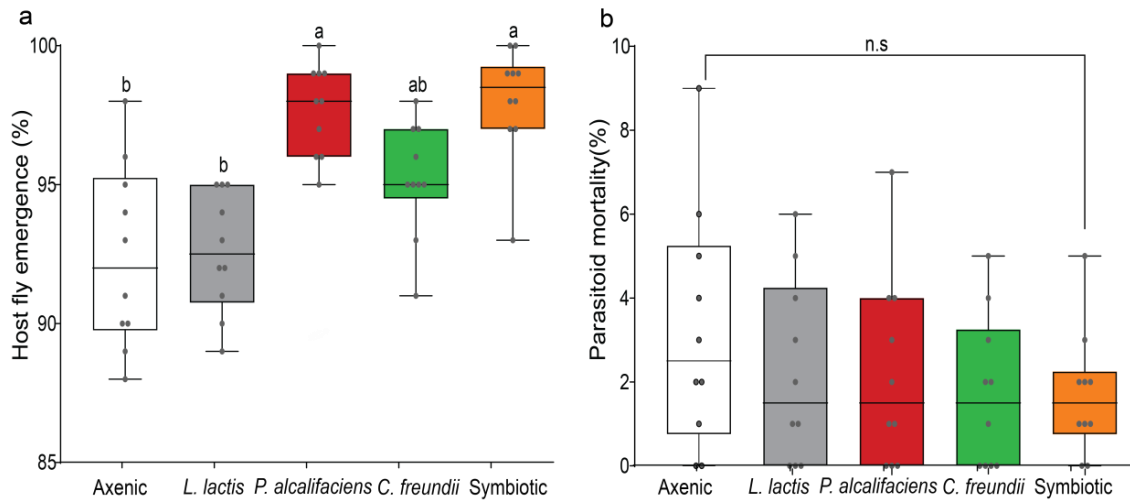 a
Host fly emergence (%)
100
95
90
85
b
b
a
ab
a
Axenic
L. lactis
P. alcalifaciens
C. freundii
Symbiotic
b
Parasitoid mortality(%)
10
8
6
4
2
0
n.s
Axenic
L. lactis
P. alcalifaciens
C. freundii
Symbiotic